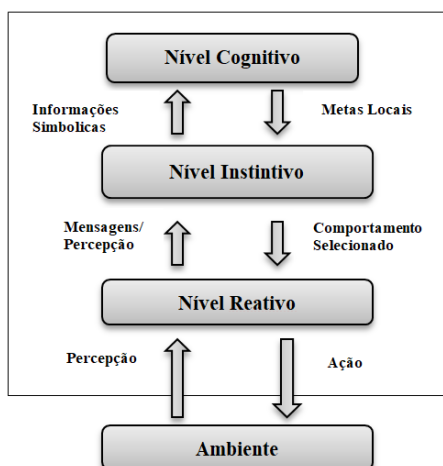 Nível Cognitivo
Informações
Simbolicas
Metas Locais
Nível Instintivo
Mensagens/
Percepção
Comportamento
Selecionado
Nível Reativo
Percepção
Ação
Ambiente